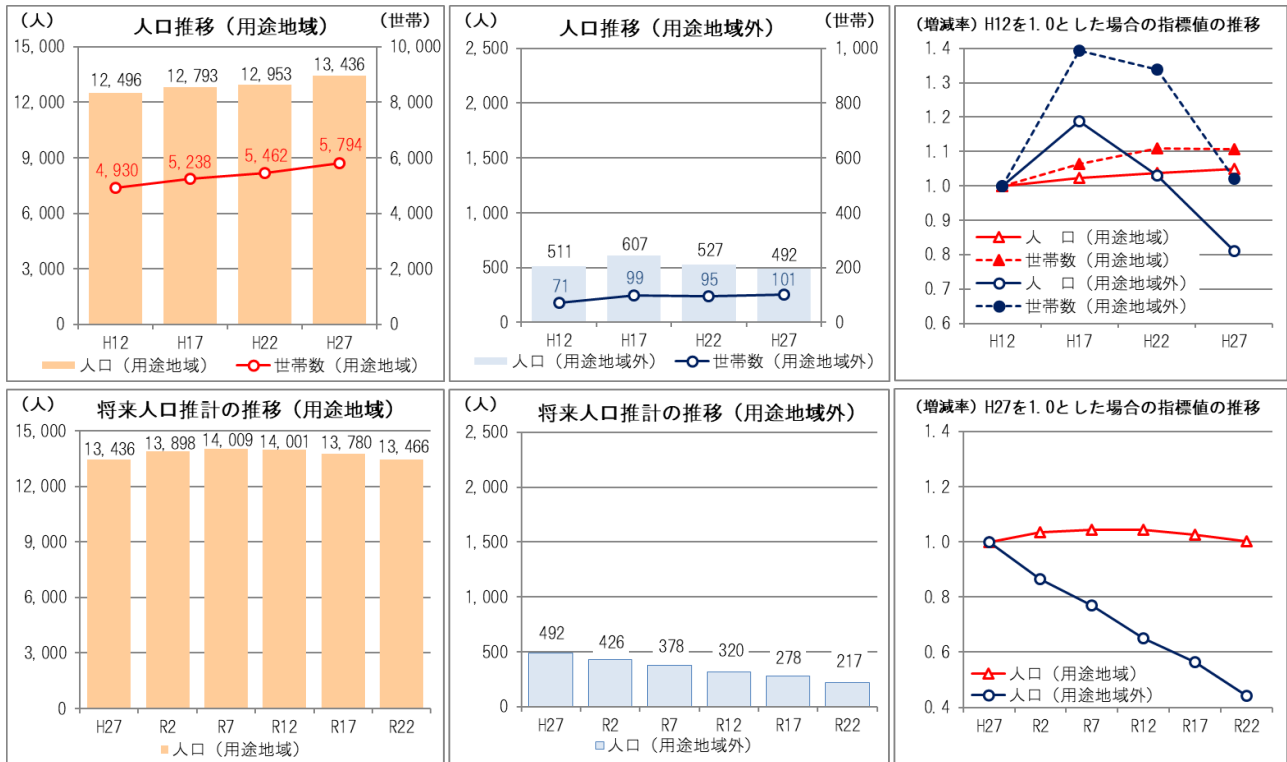 人口推移（用途地域）
（人）
（世帯）
15,000
12,000
9,000
6,000
3,000
0
10,000
8,000
6,000
4,000
2,000
0
12,496
12,793
12,953
13,436
4,930
5,238
5,462
5,794
H12 H17 H22 H27
人口（用途地域） 世帯数（用途地域）
人口推移（用途地域外）
（人）
（世帯）
2,500
2,000
1,500
1,000
500
0
1,000
800
600
400
200
0
511
607
527
492
71
99
95
101
H12 H17 H22 H27
人口（用途地域外） 世帯数（用途地域外）
（増減率） H12を1.0とした場合の指標値の推移
1.4
1.3
1.2
1.1
1.0
0.9
0.8
0.7
0.6
人　口（用途地域）
世帯数（用途地域）
人　口（用途地域外）
世帯数（用途地域外）
H12 H17 H22 H27
将来人口推計の推移（用途地域）
（人）
15,000
12,000
9,000
6,000
3,000
0
13,436
13,898
14,009
14,001
13,780
13,466
H27 R2 R7 R12 R17 R22
人口（用途地域）
将来人口推計の推移（用途地域外）
（人）
2,500
2,000
1,500
1,000
500
0
492
426
378
320
278
217
H27 R2 R7 R12 R17 R22
人口（用途地域外）
（増減率） H27を1.0とした場合の指標値の推移
1.4
1.2
1.0
0.8
0.6
0.4
人口（用途地域）
人口（用途地域外）
H27 R2 R7 R12 R17 R22